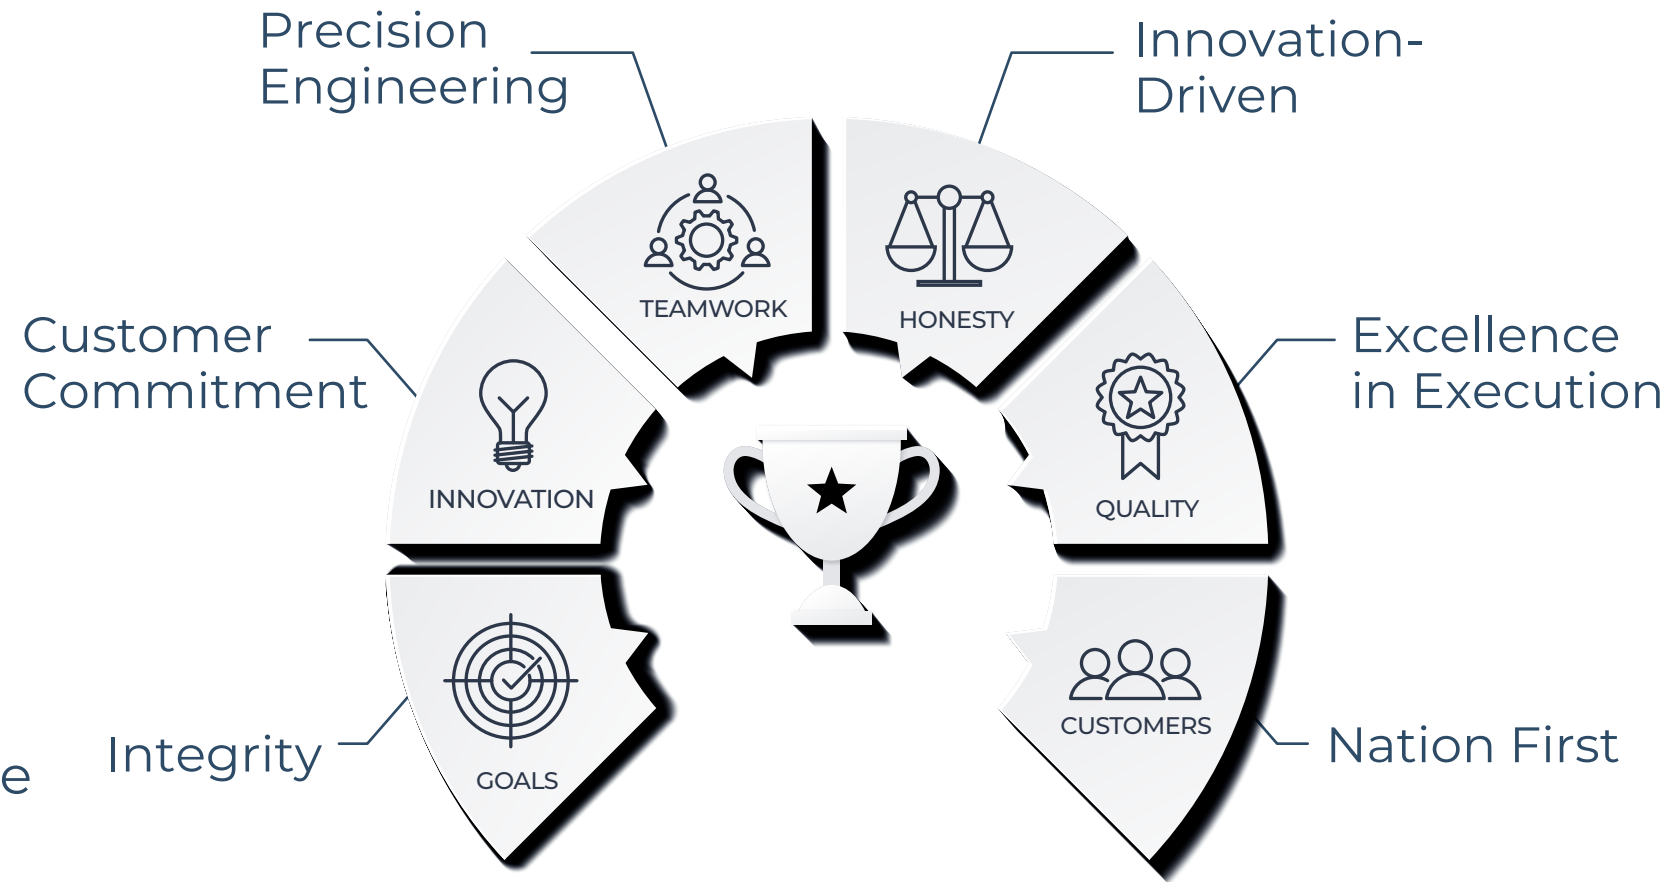 Precision
Engineering
Innovation-
Driven
TEAMWORK
HONESTY
Customer
Commitment
Excellence
in Execution
INNOVATION
QUALITY
Integrity
GOALS
CUSTOMERS
Nation First
e